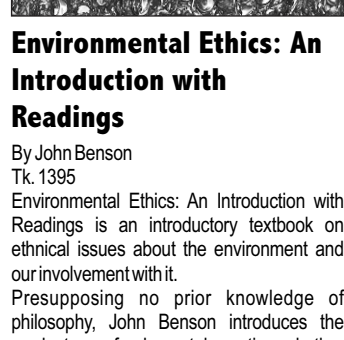 Environmental Ethics: An
Introduction with
Readings
By John Benson
Tk. 1395
Environmental Ethics: An Introduction with
Readings is an introductory textbook on
ethnical issues about the environment and
our involvement with it.
Presupposing no prior knowledge of
philosophy, John Benson introduces the